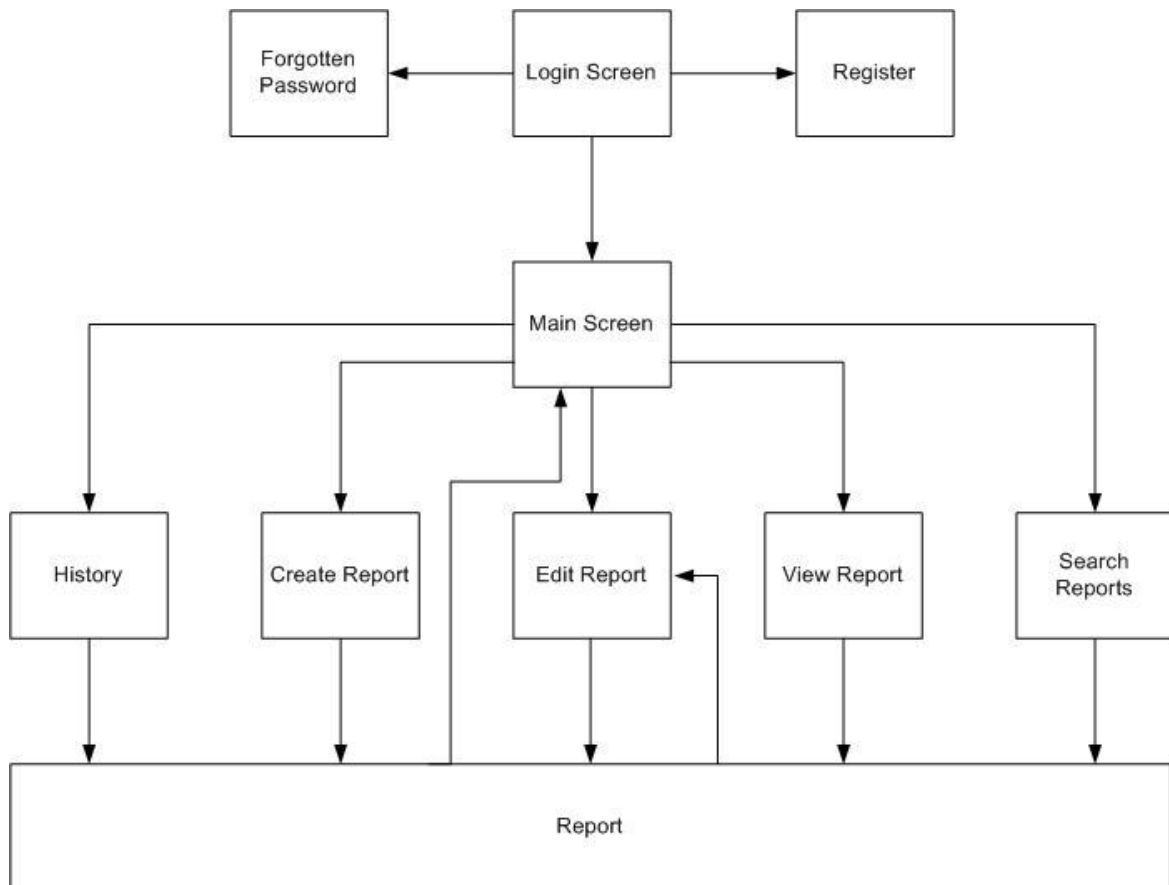 Forgotten
Password
Login Screen
Register
Main Screen
History
Create Report
Edit Report
View Report
Search
Reports
Report